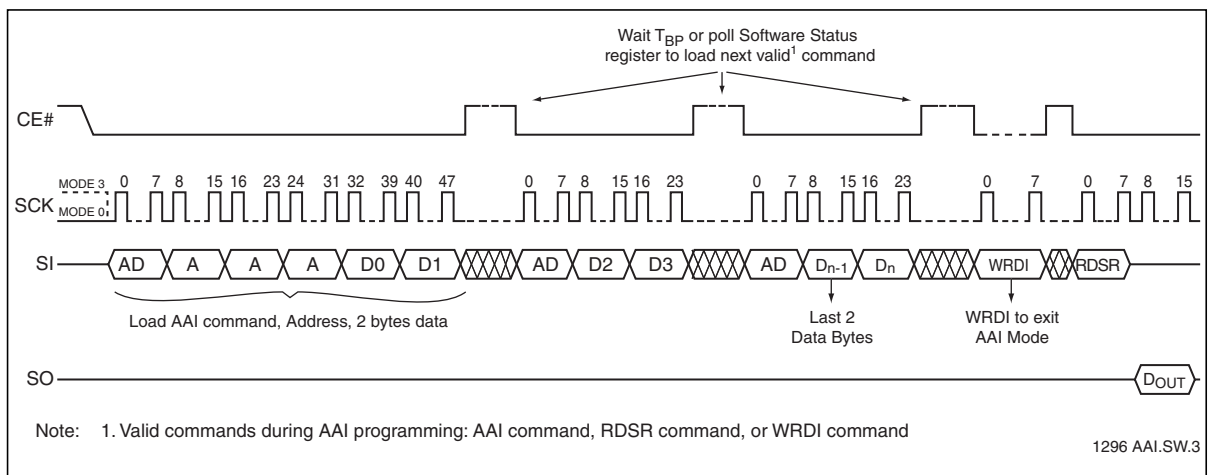 Wait TBP or poll Software Status
register to load next valid1 command
CE#
MODE 3
MODE 0
SCK
0 7 8 15 16 23 24 31 32 39 40 47 0 7 8 15 16 23 0 7 8 15 16 23 0 7 0 7 8 15
SI
AD A A A D0 D1 AD D2 D3 AD Dn-1 Dn WRDI RDSR
Load AAI command, Address, 2 bytes data
Last 2
Data Bytes
WRDI to exit
AAI Mode
SO
DOUT
Note: 1. Valid commands during AAI programming: AAI command, RDSR command, or WRDI command
1296 AAI.SW.3